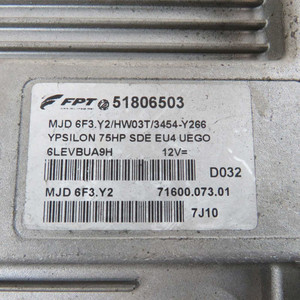 FPT 51806503
MJD 6F3.Y2/HW03T/3454-Y266
YPSILON 75HP SDE EU4 UEGO
6LEVBUA9H 12V=
D032
MJD 6F3.Y2 71600.073.01
7J10